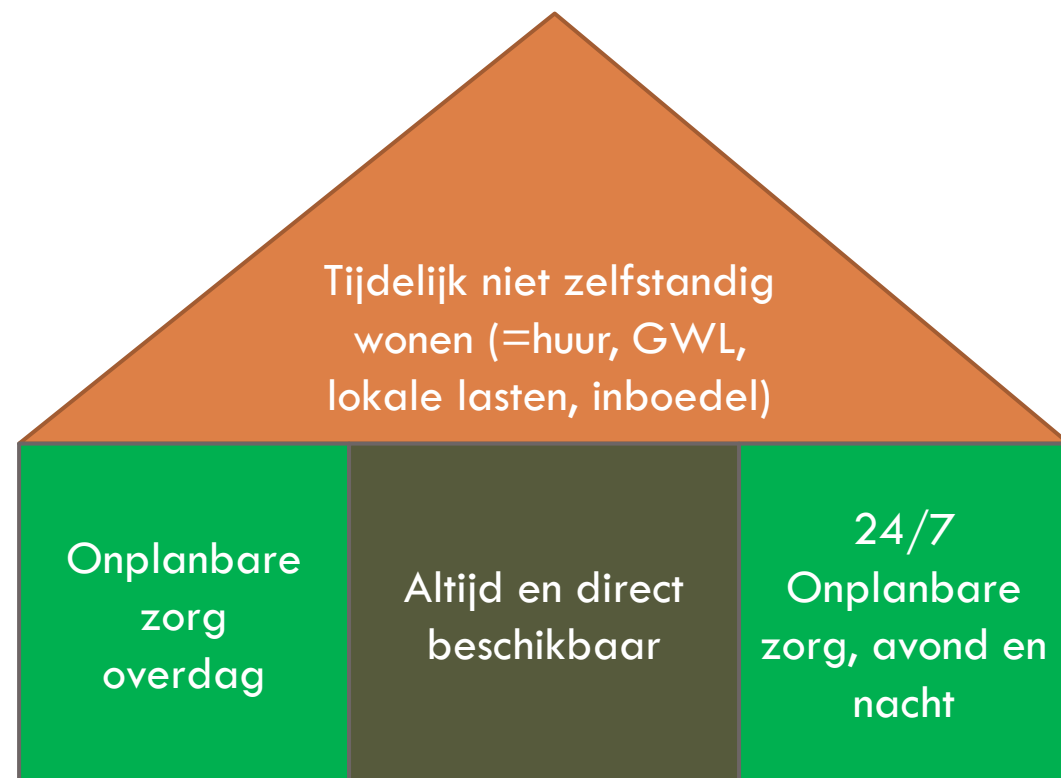 Tijdelijk niet zelfstandig
wonen (=huur, GWL,
lokale lasten, inboedel)
Onplanbare
zorg
overdag
Altijd en direct
beschikbaar
24/7
Onplanbare
zorg, avond en
nacht